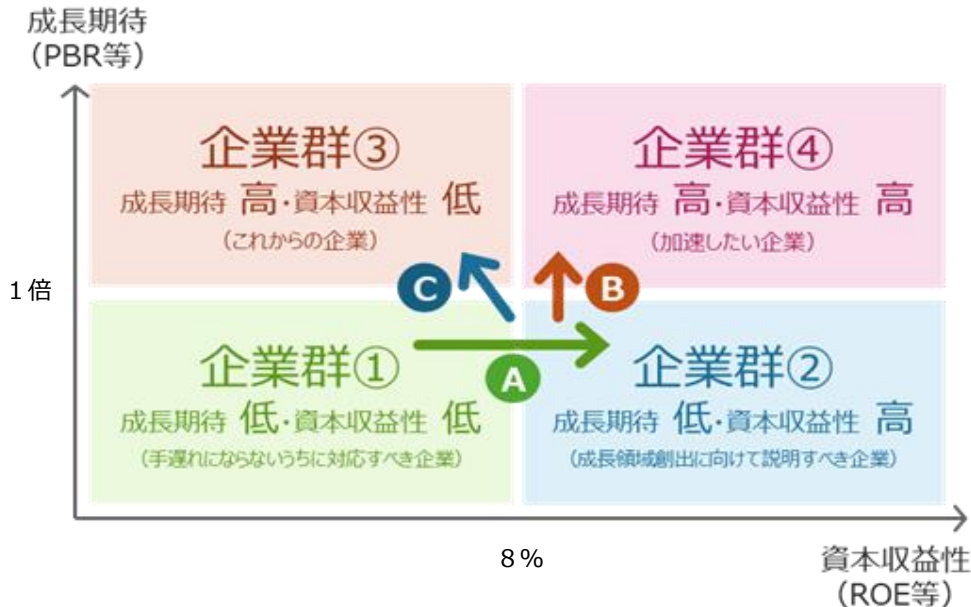 成長期待
（PBR等）
企業群③
成長期待 高・資本収益性 低
（これからの企業）
企業群④
成長期待 高・資本収益性 高
（加速したい企業）
C
B
１倍
A
企業群①
成長期待 低・資本収益性 低
（手遅れにならないうちに対応すべき企業）
企業群②
成長期待 低・資本収益性 高
（成長領域創出に向けて説明すべき企業）
８％
資本収益性
（ROE等）